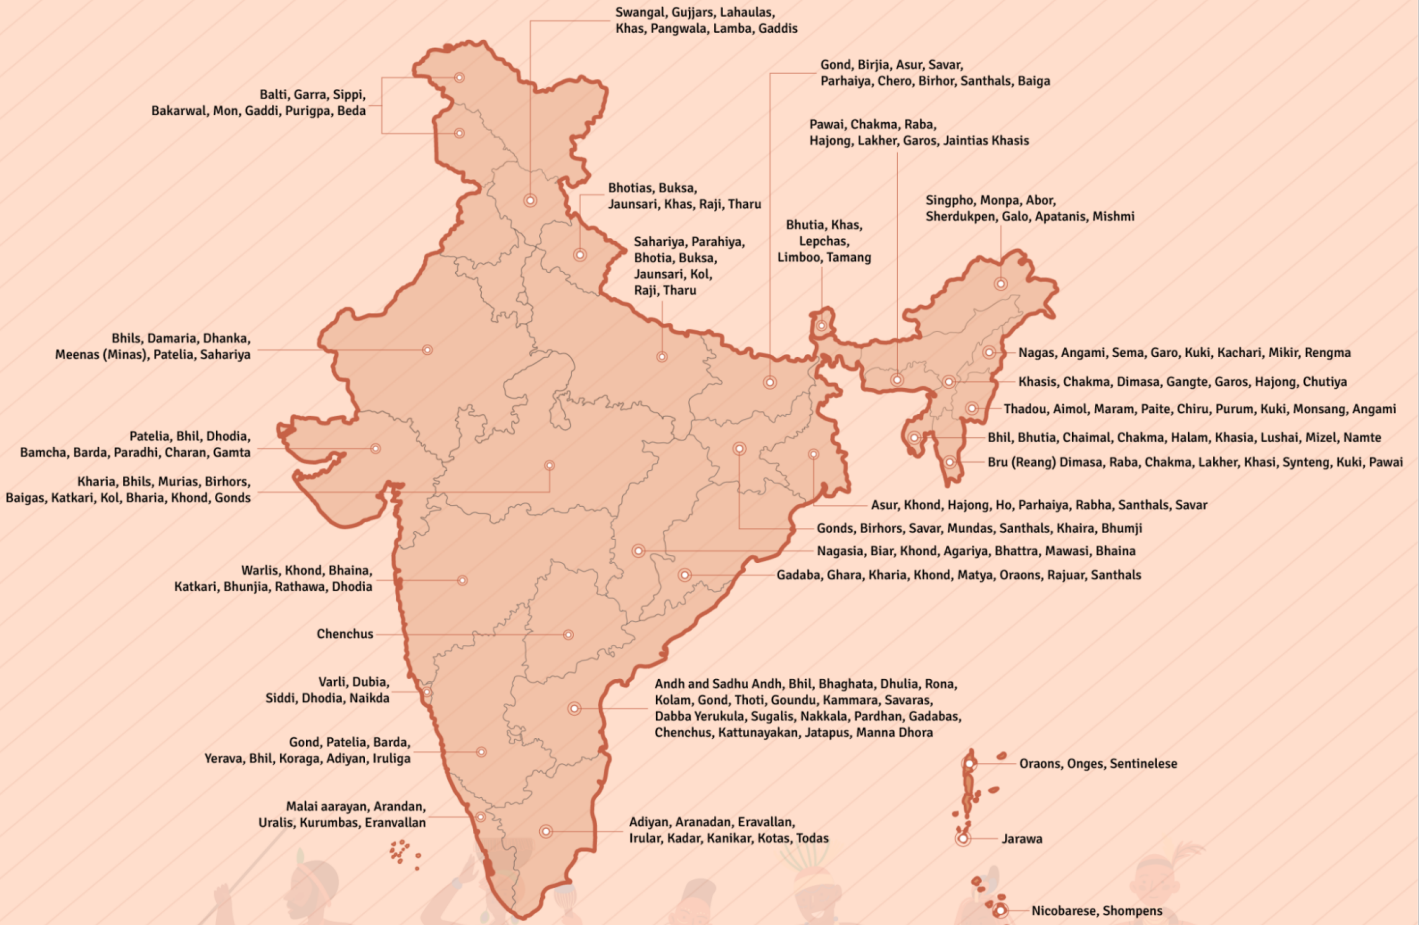 Swangal, Gujjars, Lahaulas,
Khas, Pangwala, Lamba, Gaddis
Gond, Birjia, Asur, Savar,
Parhaiya, Chero, Birhor, Santhals, Baiga
Balti, Garra, Sippi,
Bakarwal, Mon, Gaddi, Purigpa, Beda
Pawai, Chakma, Raba,
Hajong, Lakher, Garos, Jaintias Khasis
Bhotias, Buksa,
Jaunsari, Khas, Raji, Tharu
Singpho, Monpa, Abor,
Sherdukpen, Galo, Apatanis, Mishmi
Bhutia, Khas,
Lepchas,
Limboo, Tamang
Sahariya, Parahiya,
Bhotia, Buksa,
Jaunsari, Kol,
Raji, Tharu
Bhils, Damaria, Dhanka,
Meenas (Minas), Patelia, Sahariya
Nagas, Angami, Sema, Garo, Kuki, Kachari, Mikir, Rengma
Khasis, Chakma, Dimasa, Gangte, Garos, Hajong, Chutiya
Thadou, Aimol, Maram, Paite, Chiru, Purum, Kuki, Monsang, Angami
Patelia, Bhil, Dhodia,
Bamcha, Barda, Paradhi, Charan, Gamta
Bhil, Bhutia, Chaimal, Chakma, Halam, Khasia, Lushai, Mizel, Namte
Bru (Reang) Dimasa, Raba, Chakma, Lakher, Khasi, Synteng, Kuki, Pawai
Kharia, Bhils, Murias, Birhors,
Baigas, Katkari, Kol, Bharia, Khond, Gonds
Asur, Khond, Hajong, Ho, Parhaiya, Rabha, Santhals, Savar
Gonds, Birhors, Savar, Mundas, Santhals, Khaira, Bhumji
Nagasia, Biar, Khond, Agariya, Bhattra, Mawasi, Bhaina
Gadaba, Ghara, Kharia, Khond, Matya, Oraons, Rajuar, Santhals
Warlis, Khond, Bhaina,
Katkari, Bhunjia, Rathawa, Dhodia
Chenchus
Varli, Dubia,
Siddi, Dhodia, Naikda
Andh and Sadhu Andh, Bhil, Bhaghata, Dhulia, Rona,
Kolam, Gond, Thoti, Goundu, Kammara, Savaras,
Dabba Yerukula, Sugalis, Nakkala, Pardhan, Gadabas,
Chenchus, Kattunayakan, Jatapus, Manna Dhora
Gond, Patelia, Barda,
Yerava, Bhil, Koraga, Adiyan, Iruliga
Oraons, Onges, Sentinelese
Malai aarayan, Arandan,
Uralis, Kurumbas, Eranvallan
Adiyan, Aranadan, Eravallan,
Irular, Kadar, Kanikar, Kotas, Todas
Jarawa
Nicobarese, Shompens